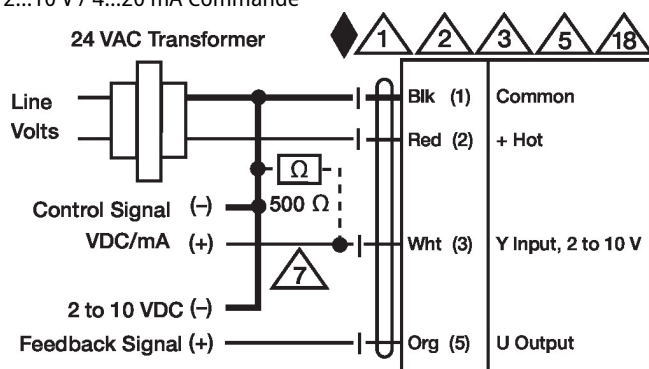 2...10 V / 4...20 mA Commande
24 VAC Transformer
1 2 3 5 18
Line
Volts
Blk (1) Common
Red (2) + Hot
Ω
500 Ω
Control Signal (-)
VDC/mA (+)
Wht (3) Y Input, 2 to 10 V
7
2 to 10 VDC (-)
Feedback Signal (+)
Org (5) U Output